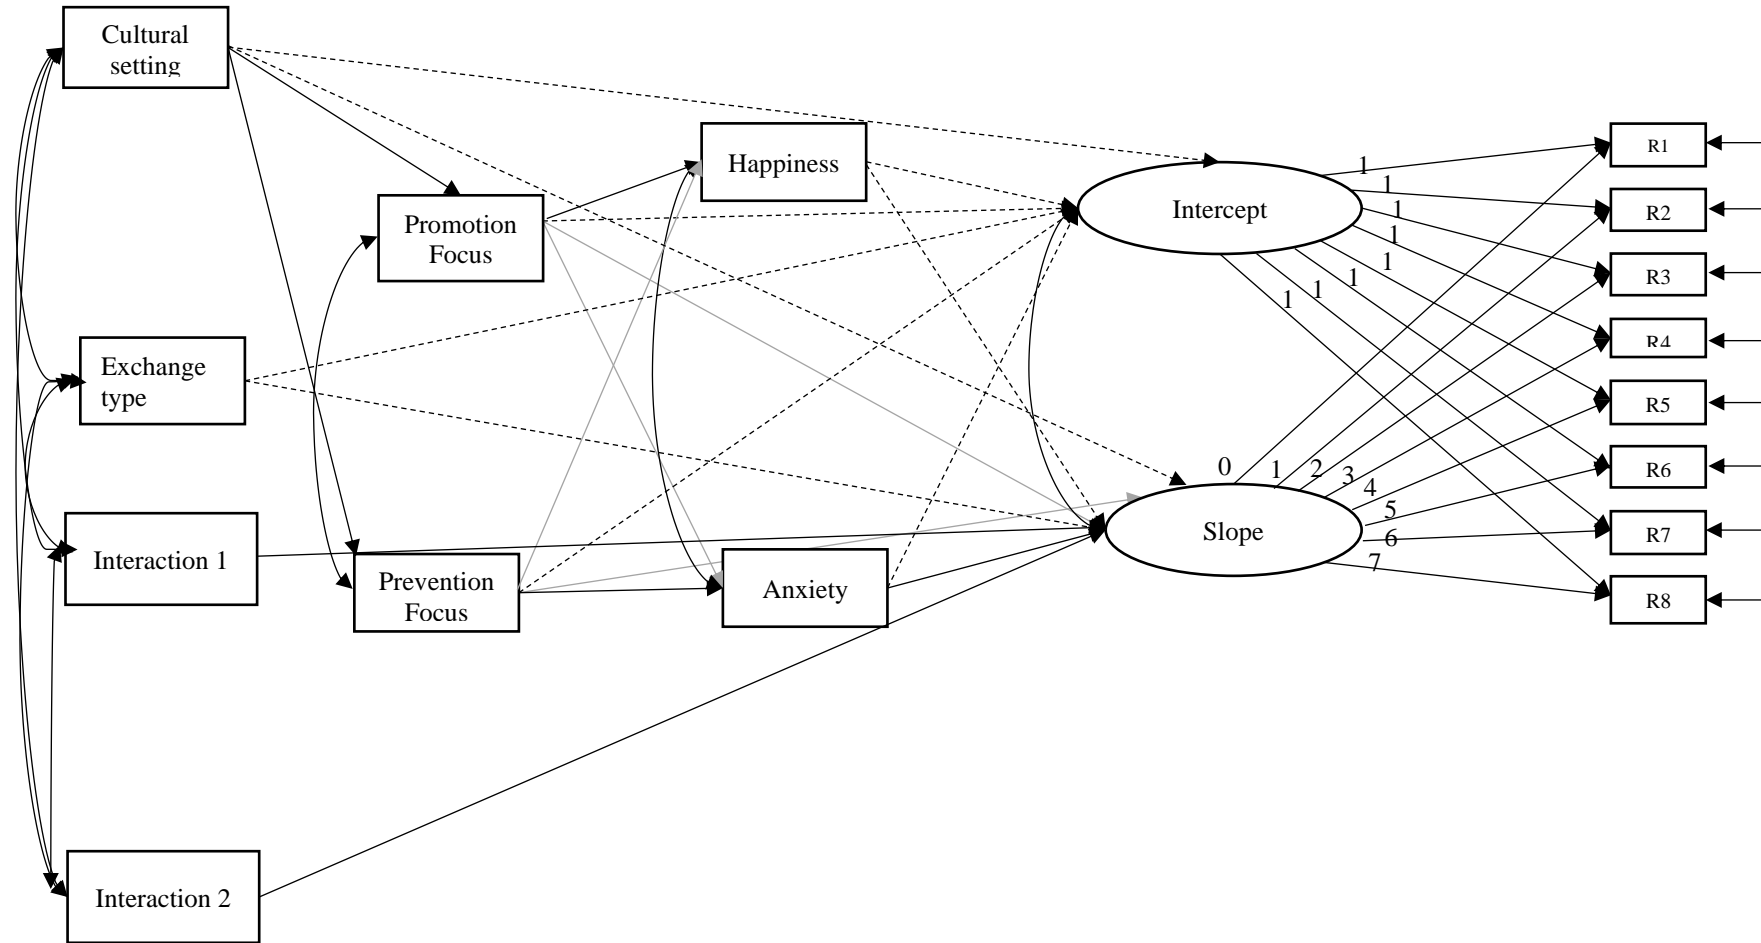 Cultural
setting
Happiness
Promotion
Focus
Exchange
type
Interaction 1
Prevention
Focus
Anxiety
Interaction 2
Intercept
Slope
1
1
1
1
1
1
1
1
0
1
2
3
4
5
6
7
R1
R2
R3
R4
R5
R6
R7
R8